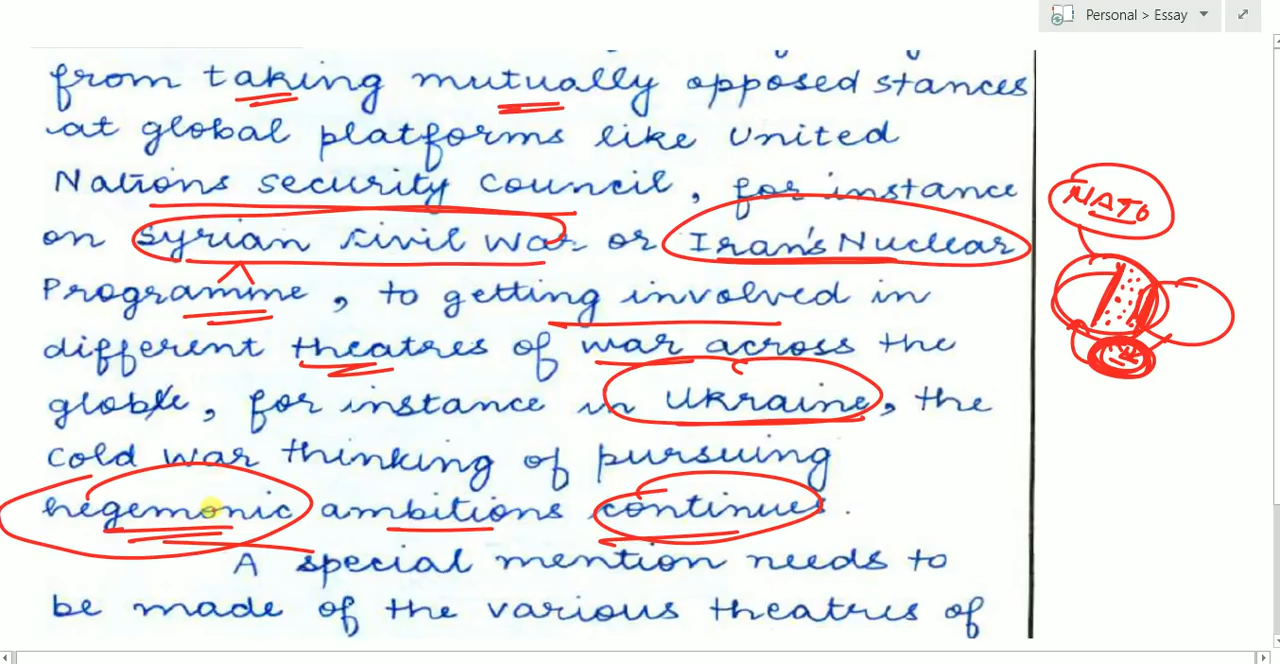 Personal > Essay
from taking mutually opposed stances
at global platforms like United
Nations security council, for instance
on syrian civil war or Iran's Nuclear
Programme, to getting involved in
different theatres of war across the
globe, for instance in Ukraine, the
cold war thinking of pursuing
hegemonic ambitions continues.
A special mention needs to
be made of the various theatres of
NATO